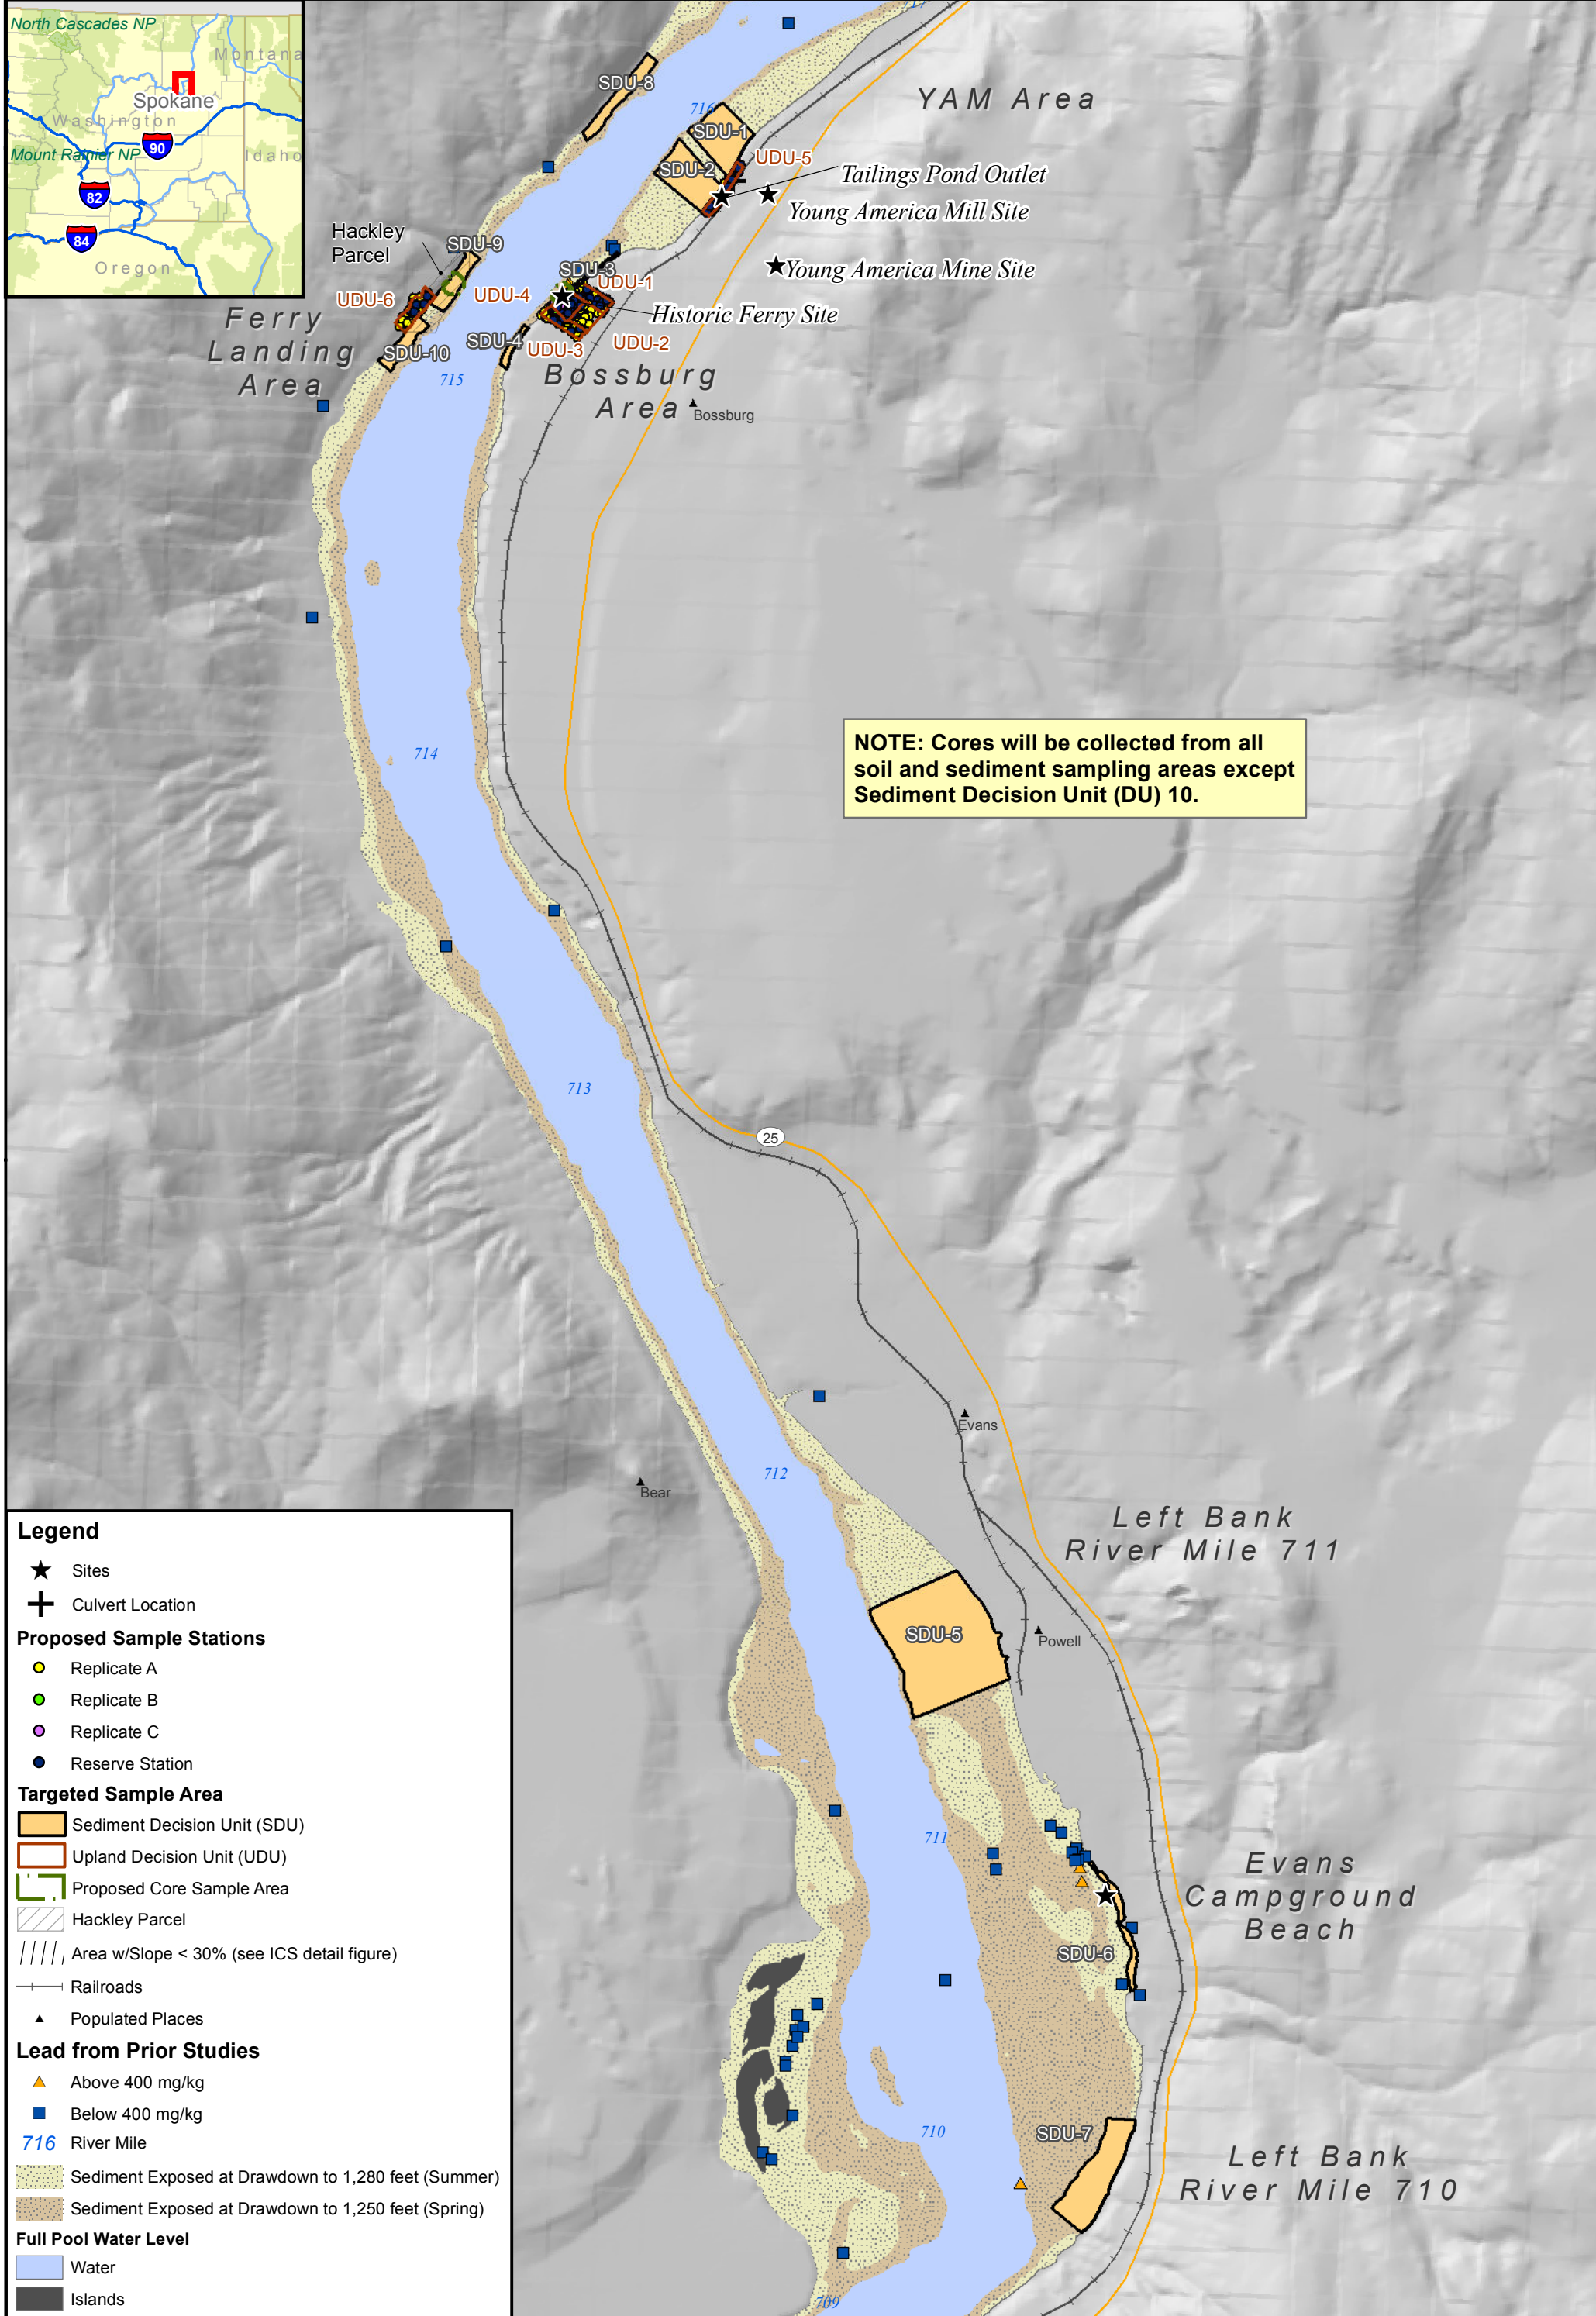 North Cascades NP
Montana
Spokane
Washington
90
Mount Rainier NP
Idaho
82
84
Oregon
717
SDU-8
716
YAM Area
SDU-1
SDU-2
UDU-5
Tailings Pond Outlet
Young America Mill Site
Hackley
Parcel
SDU-9
SDU-3
Young America Mine Site
UDU-6
UDU-4
UDU-1
Historic Ferry Site
Ferry
Landing
Area
SDU-10
SDU-4
UDU-3
UDU-2
715
Bossburg
Area
Bossburg
NOTE: Cores will be collected from all
soil and sediment sampling areas except
Sediment Decision Unit (DU) 10.
714
713
25
Evans
712
Bear
Left Bank
River Mile 711
SDU-5
Powell
711
Evans
Campground
Beach
SDU-6
SDU-7
710
Left Bank
River Mile 710
709
Legend
Sites
Culvert Location
Proposed Sample Stations
Replicate A
Replicate B
Replicate C
Reserve Station
Targeted Sample Area
Sediment Decision Unit (SDU)
Upland Decision Unit (UDU)
Proposed Core Sample Area
Hackley Parcel
Area w/Slope < 30% (see ICS detail figure)
Railroads
Populated Places
Lead from Prior Studies
Above 400 mg/kg
Below 400 mg/kg
716 River Mile
Sediment Exposed at Drawdown to 1,280 feet (Summer)
Sediment Exposed at Drawdown to 1,250 feet (Spring)
Full Pool Water Level
Water
Islands